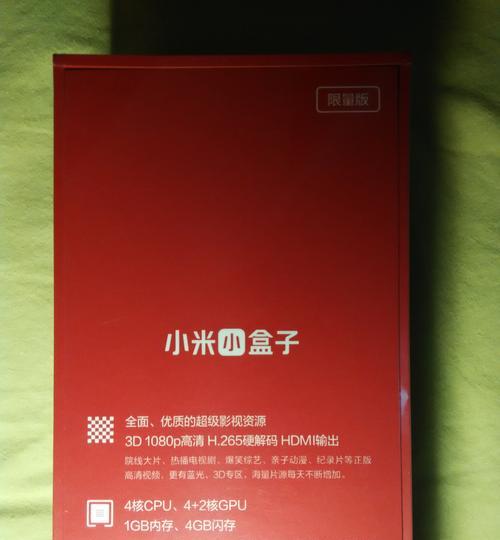 限量版
小米小盒子
全面、优质的超级影视资源
3D 1080p高清 H.265硬解码 HDMI输出
院线大片、热播电视剧、爆笑综艺、亲子动漫、纪录片等正版
高清视频，更有蓝光、3D专区，海量片源每天不断增加。
4核CPU、4+2核GPU
1GB内存、4GB闪存